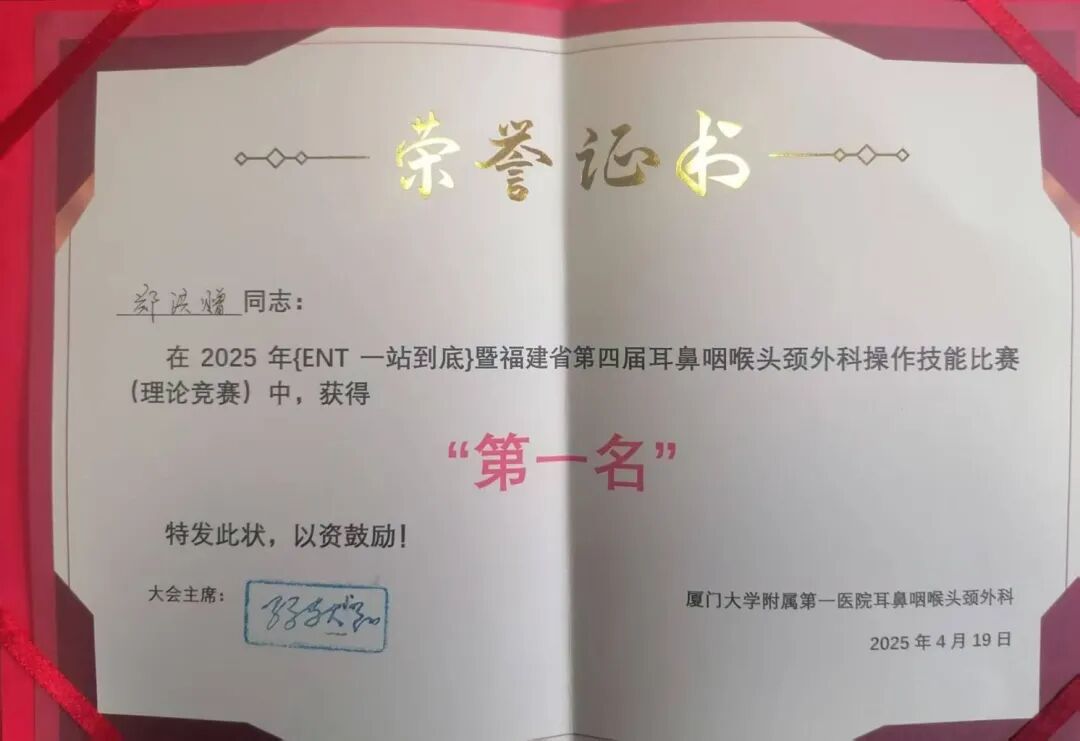 荣誉证书
郑洪 同志：
在 2025 年{ENT 一站到底}暨福建省第四届耳鼻咽喉头颈外科操作技能比赛
（理论竞赛）中，获得
“第一名”
特发此状，以资鼓励！
大会主席：
厦门大学附属第一医院耳鼻咽喉头颈外科
2025 年 4 月 19 日